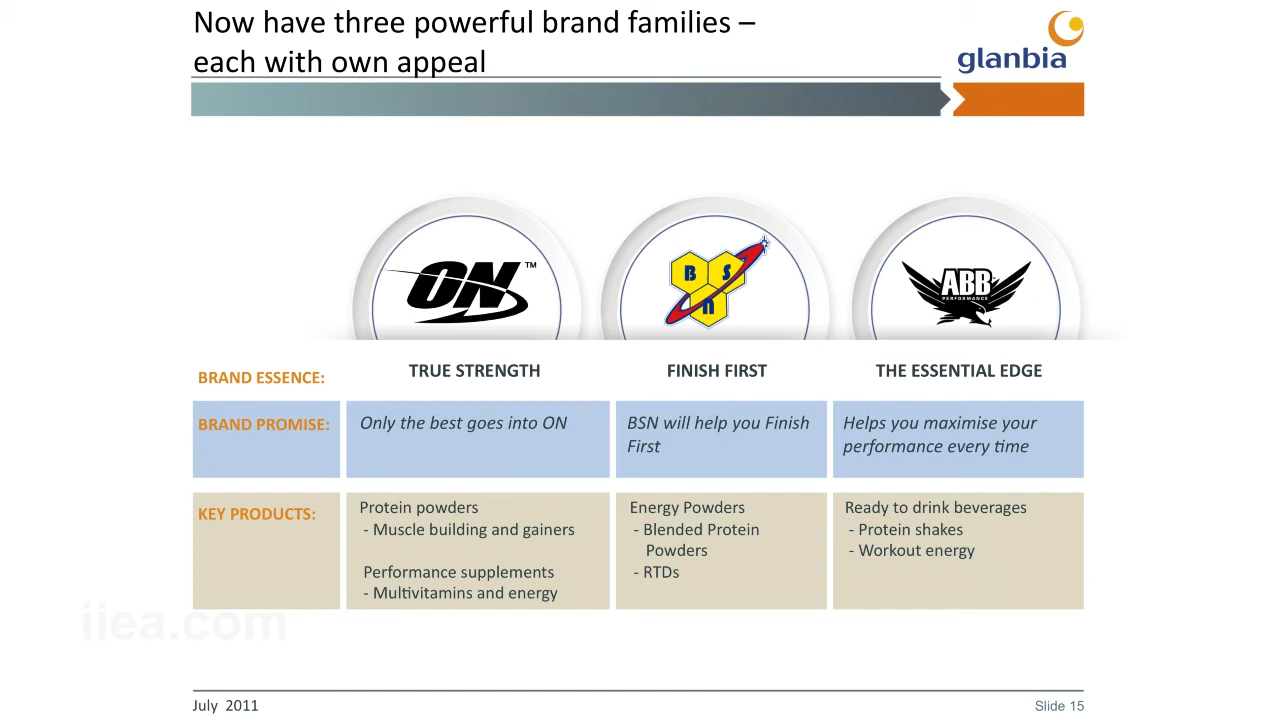 Now have three powerful brand families –
each with own appeal
glanbia
ON™
B S
n
ABB
PERFORMANCE
BRAND ESSENCE:
TRUE STRENGTH
FINISH FIRST
THE ESSENTIAL EDGE
BRAND PROMISE:
Only the best goes into ON
BSN will help you Finish
First
Helps you maximise your
performance every time
KEY PRODUCTS:
Protein powders
- Muscle building and gainers
Performance supplements
- Multivitamins and energy
Energy Powders
- Blended Protein
Powders
- RTDs
Ready to drink beverages
- Protein shakes
- Workout energy
iiea.com
July 2011
Slide 15